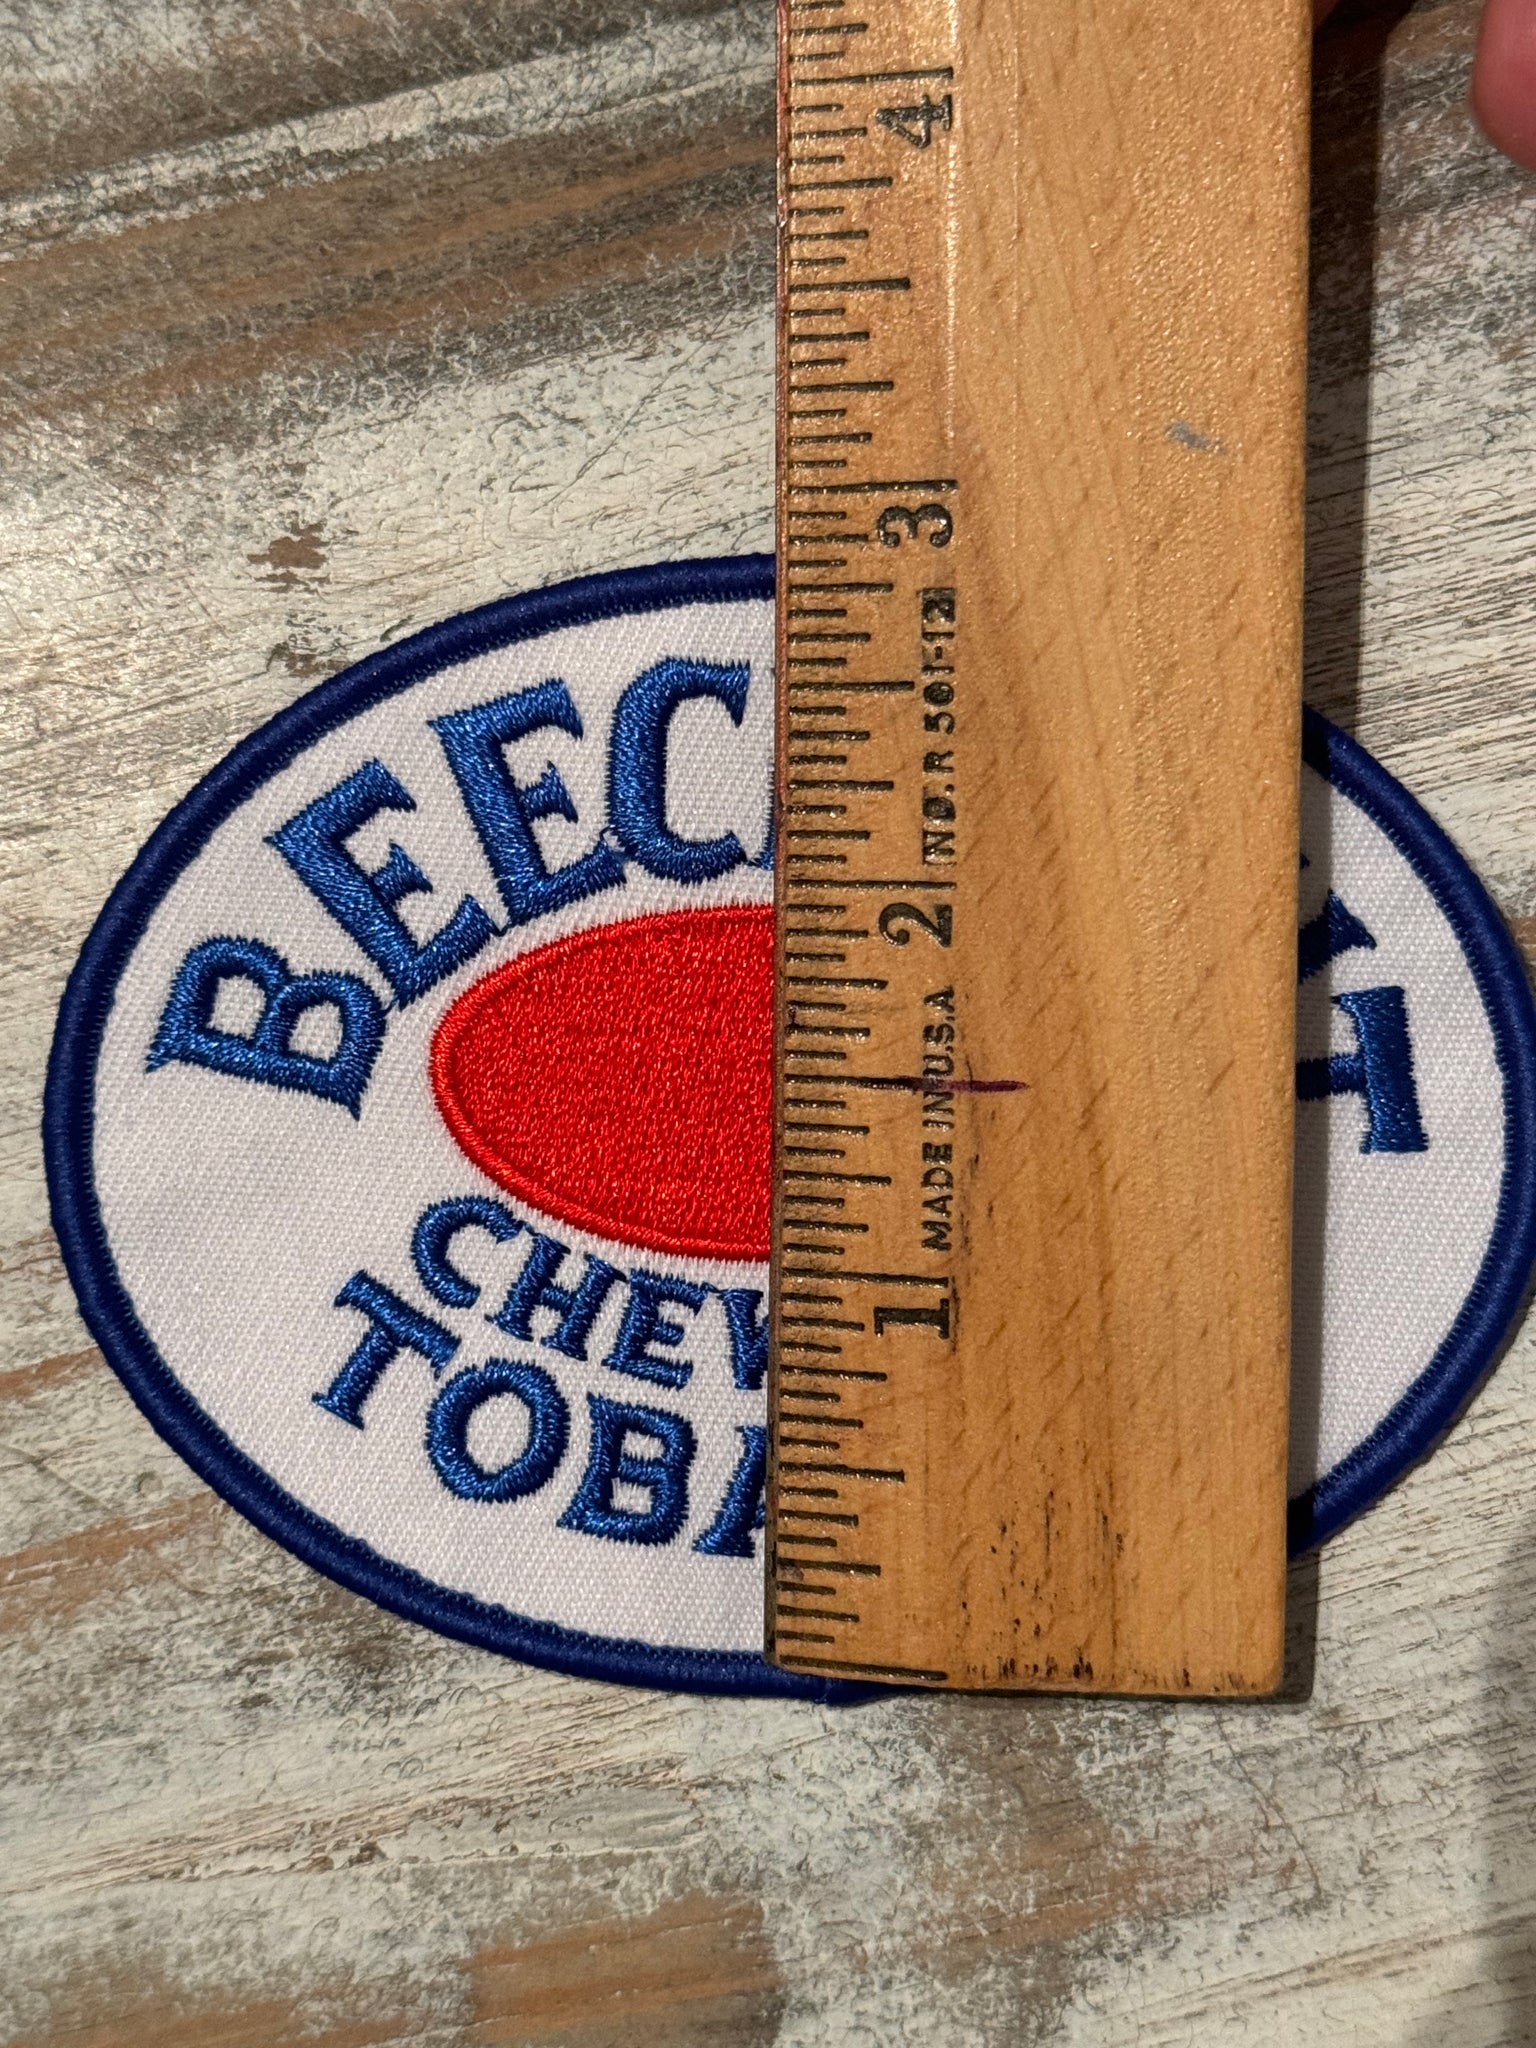 BEEC
T
CHEW
TOBA
4
3
2
1
MADE IN U.S.A
NO.R 501-12